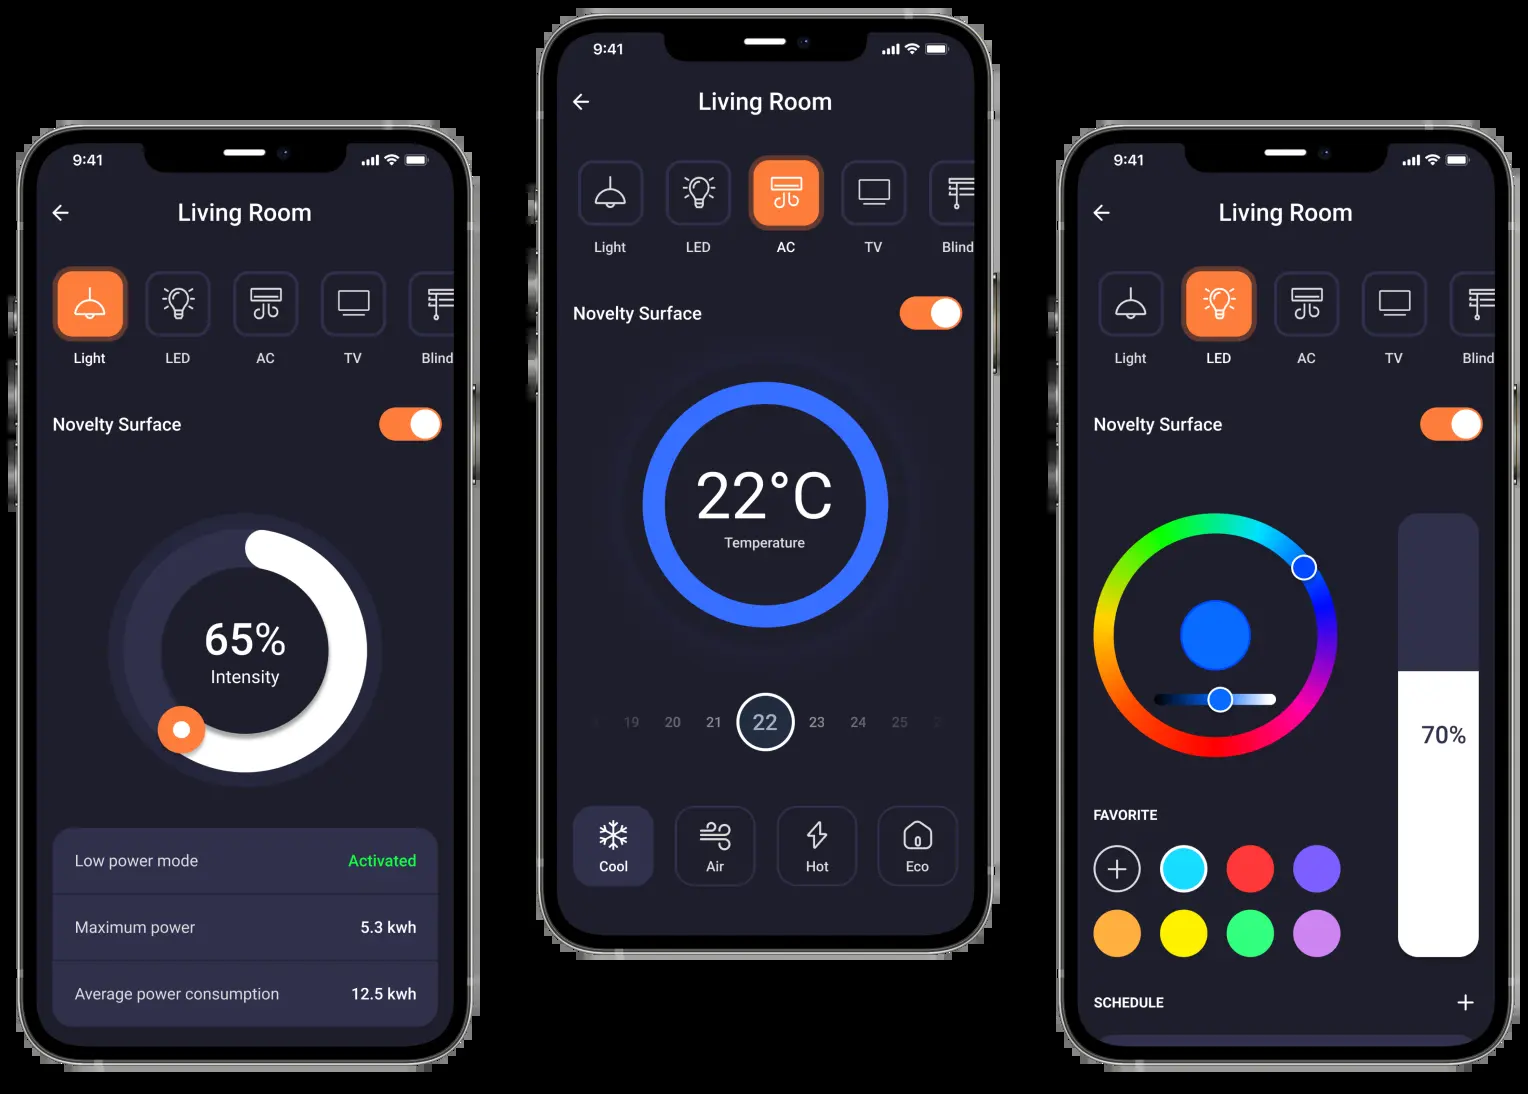 9:41
Living Room
Light LED AC TV Blind
Novelty Surface
65%
Intensity
Low power mode Activated
Maximum power 5.3 kwh
Average power consumption 12.5 kwh
9:41
Living Room
Light LED AC TV Blind
Novelty Surface
22°C
Temperature
19 20 21 22 23 24 25 2
Cool Air Hot Eco
9:41
Living Room
Light LED AC TV Blind
Novelty Surface
70%
FAVORITE
SCHEDULE +